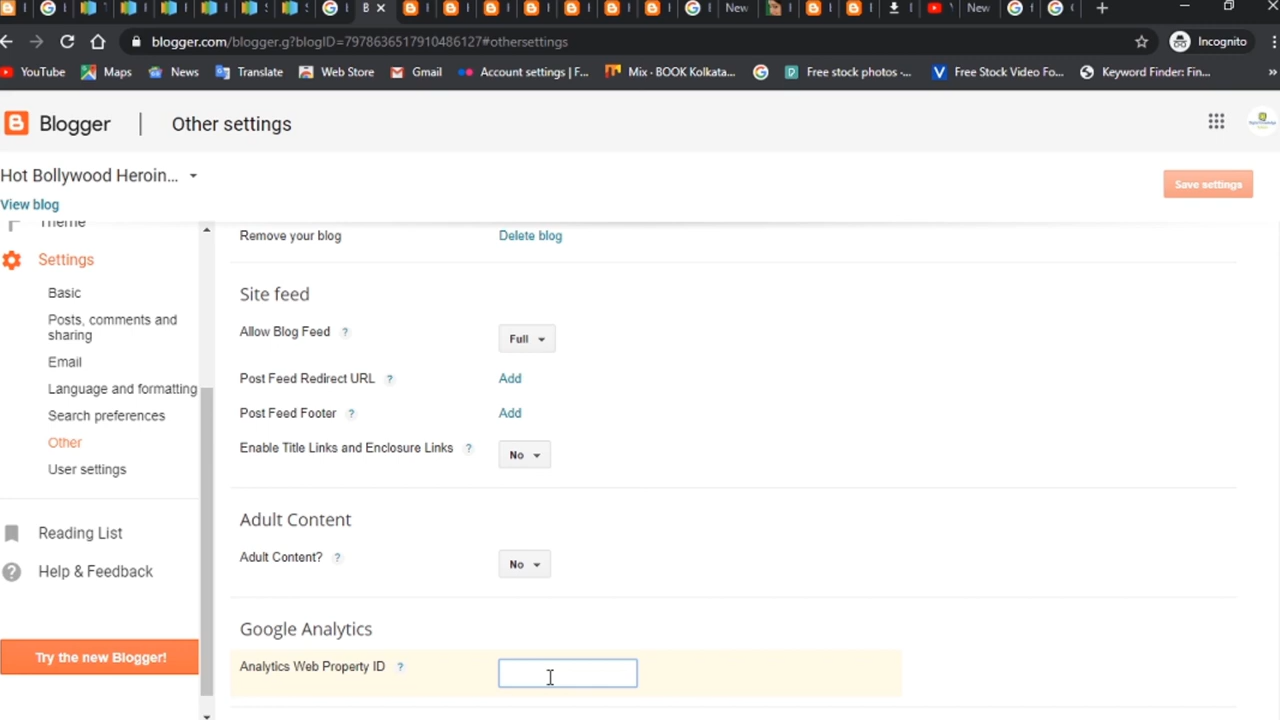 New
New
blogger.com/blogger.g?blogID=7978636517910486127#othersettings
Incognito
YouTube
Maps
News
Translate
Web Store
Gmail
Account settings | F...
Mix - BOOK Kolkata...
Free stock photos -...
Free Stock Video Fo...
Keyword Finder: Fin...
»
Blogger
Other settings
Hot Bollywood Heroin...
Save settings
View blog
Theme
Remove your blog
Delete blog
Settings
Basic
Posts, comments and
sharing
Email
Language and formatting
Search preferences
Other
User settings
Site feed
Allow Blog Feed ?
Full
Post Feed Redirect URL ?
Add
Post Feed Footer ?
Add
Enable Title Links and Enclosure Links ?
No
Adult Content
Adult Content? ?
No
Reading List
Help & Feedback
Try the new Blogger!
Google Analytics
Analytics Web Property ID ?